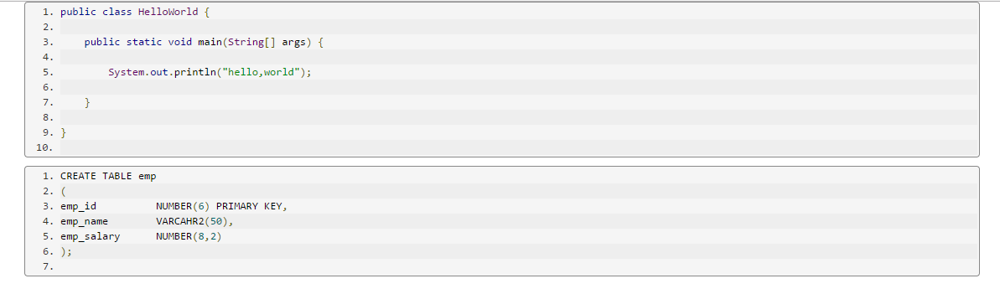 1. public class HelloWorld {
2.
3.     public static void main(String[] args) {
4.
5.         System.out.println("hello,world");
6.
7.     }
8.
9. }
10.
1. CREATE TABLE emp
2. (
3. emp_id          NUMBER(6) PRIMARY KEY,
4. emp_name        VARCAHR2(50),
5. emp_salary      NUMBER(8,2)
6. );
7.